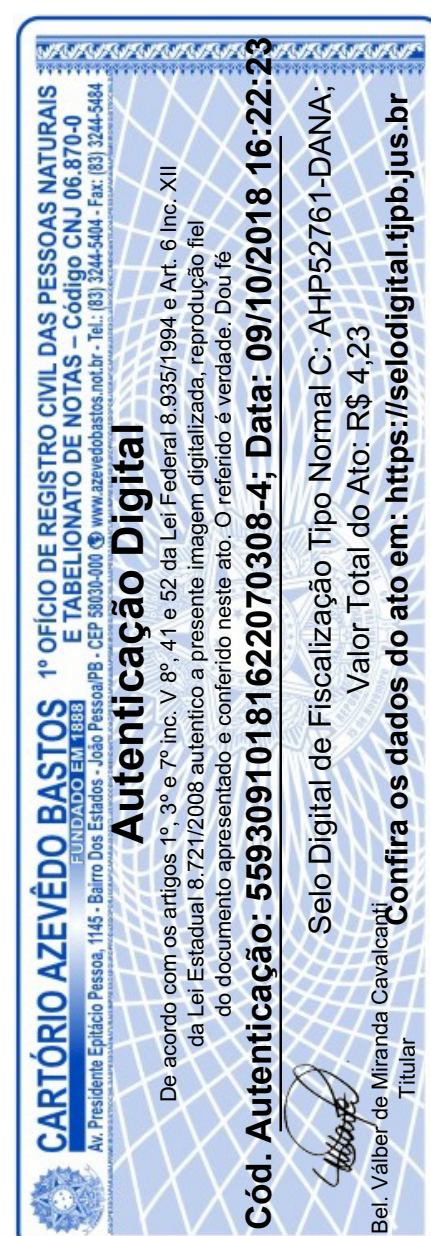 CARTÓRIO AZEVÊDO BASTOS
FUNDADO EM 1888
1º OFÍCIO DE REGISTRO CIVIL DAS PESSOAS NATURAIS
E TABELIONATO DE NOTAS – Código CNJ 06.870-0
Av. Presidente Epitácio Pessoa, 1145 - Bairro Dos Estados - João Pessoa/PB - CEP 58030-000 www.azevedobastos.not.br - Tel.: (83) 3244-5404 - Fax: (83) 3244-5484
Autenticação Digital
De acordo com os artigos 1º, 3º e 7º inc. V 8º, 41 e 52 da Lei Federal 8.935/1994 e Art. 6 Inc. XII
da Lei Estadual 8.721/2008 autentico a presente imagem digitalizada, reprodução fiel
do documento apresentado e conferido neste ato. O referido é verdade. Dou fé
Cód. Autenticação: 55930910181622070308-4; Data: 09/10/2018 16:22:23
Selo Digital de Fiscalização Tipo Normal C: AHP52761-DANA;
Valor Total do Ato: R$ 4,23
Bel. Válber de Miranda Cavalcanti
Titular
Confira os dados do ato em: https://selodigital.tjpb.jus.br